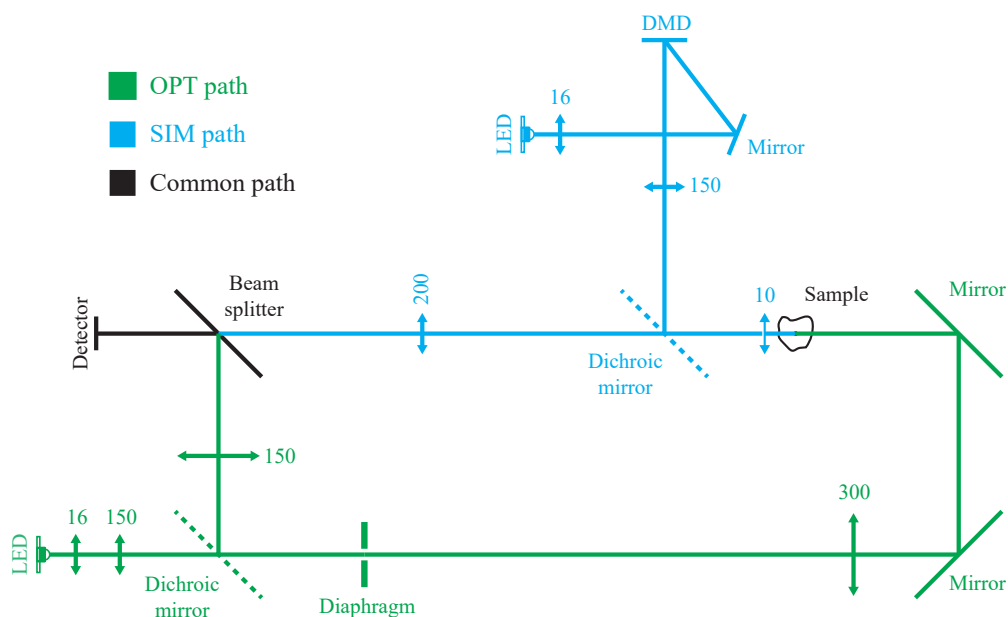 DMD
OPT path
16
SIM path
LED
Mirror
150
Common path
Beam
splitter
200
10
Sample
Mirror
Detector
Dichroic
mirror
150
300
16
150
LED
Dichroic
mirror
Diaphragm
Mirror